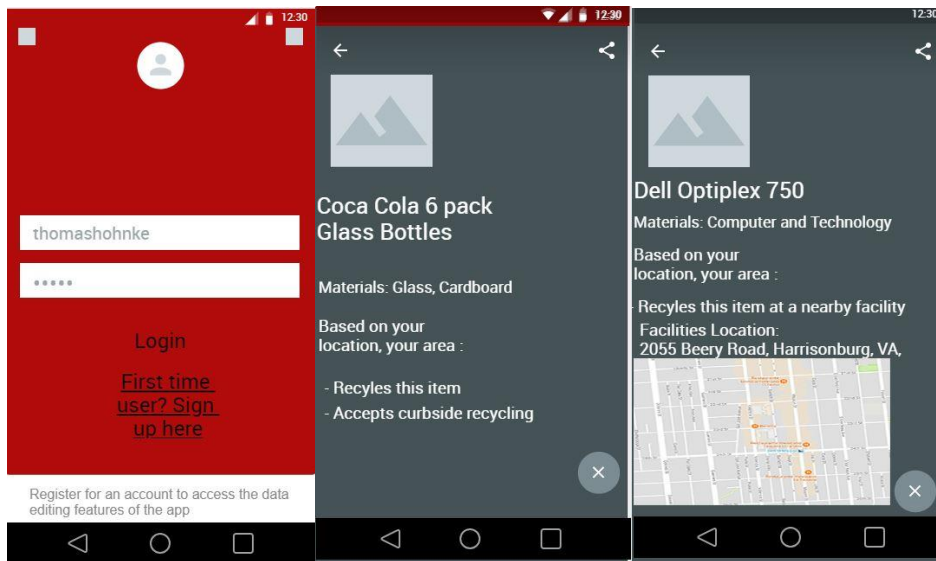 12:30
thomashohnke
•••••
Login
First time
user? Sign
up here
Register for an account to access the data
editing features of the app
12:30
Coca Cola 6 pack
Glass Bottles
Materials: Glass, Cardboard
Based on your
location, your area :
- Recyles this item
- Accepts curbside recycling
12:30
Dell Optiplex 750
Materials: Computer and Technology
Based on your
location, your area :
- Recyles this item at a nearby facility
Facilities Location:
2055 Beery Road, Harrisonburg, VA,